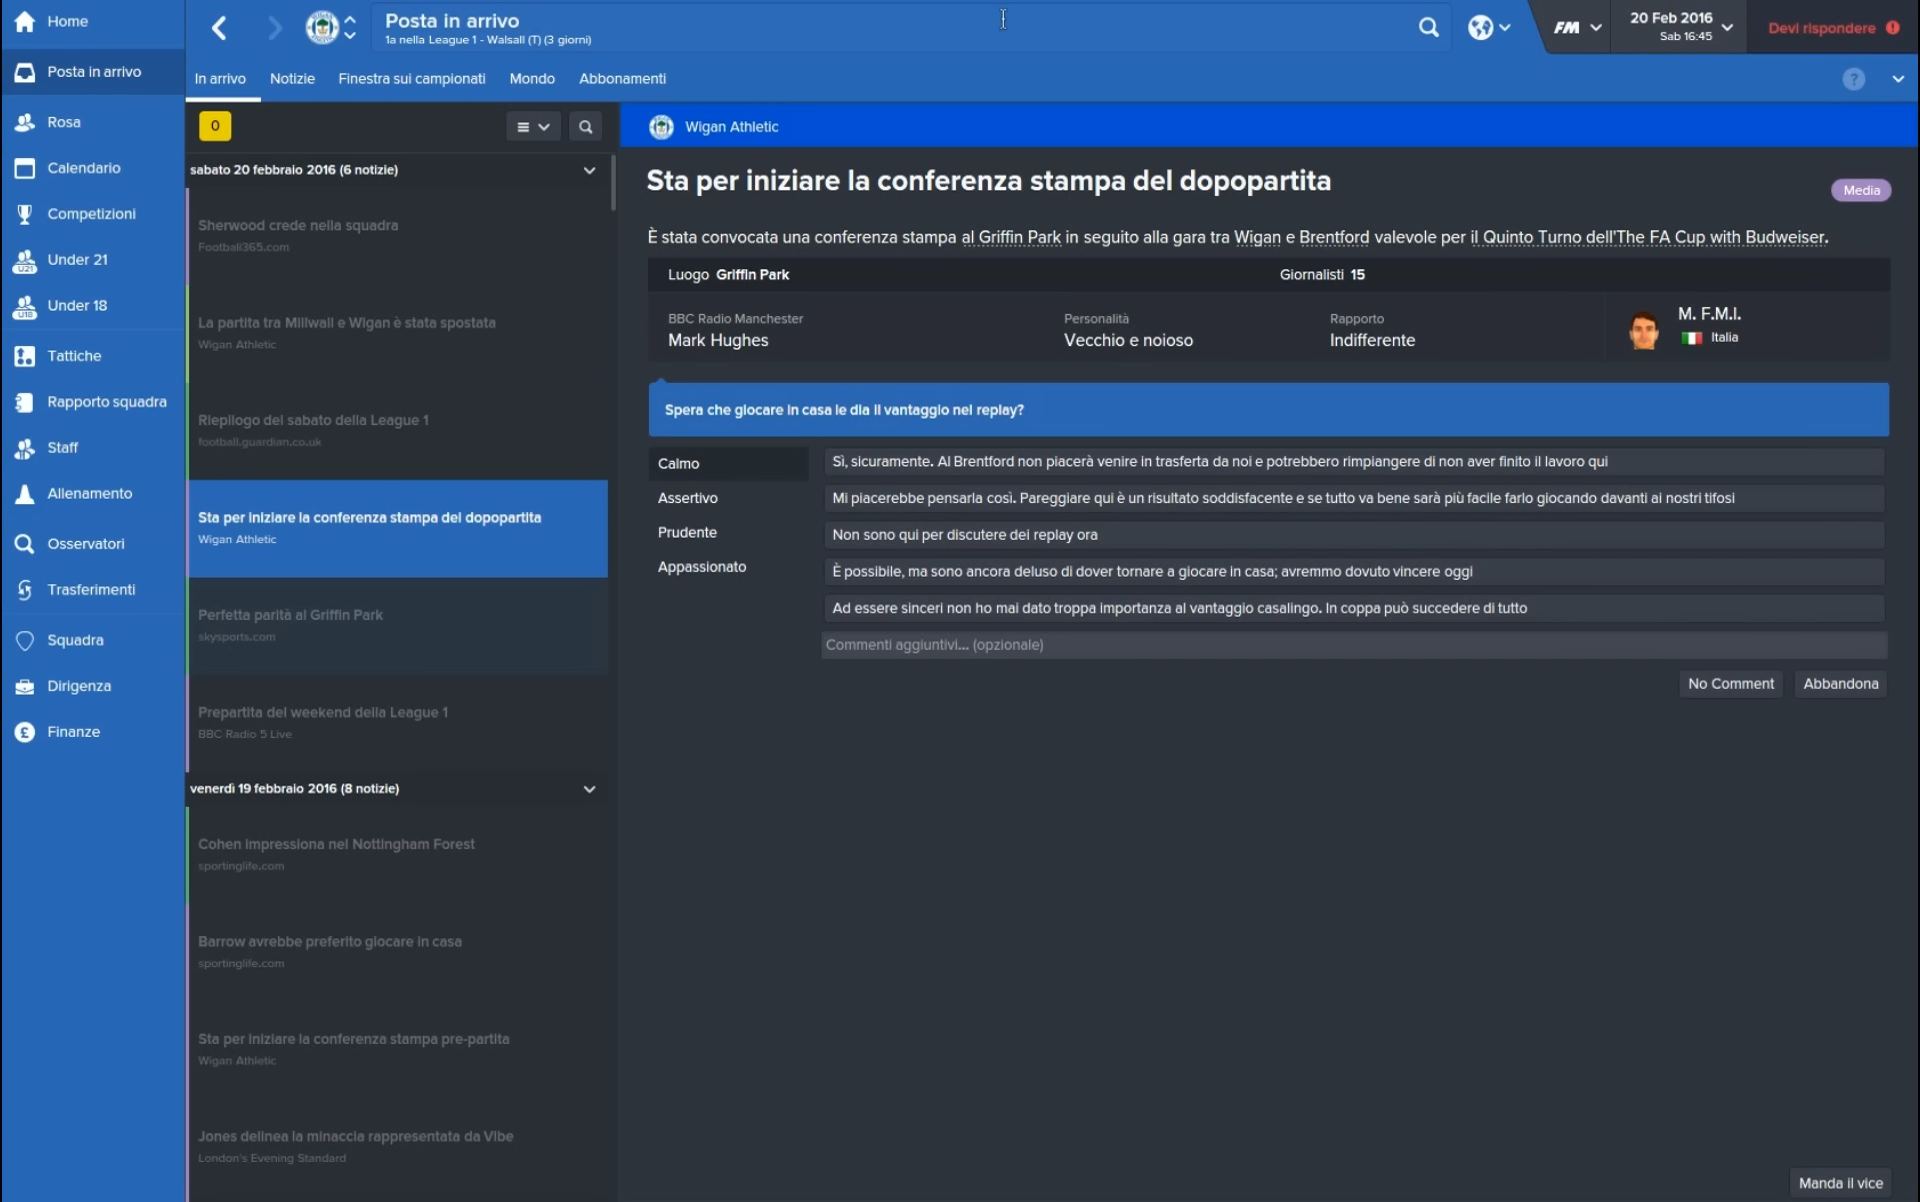 Home
Posta in arrivo
Rosa
Calendario
Competizioni
U21
Under 21
U18
Under 18
Tattiche
Rapporto squadra
Staff
Allenamento
Osservatori
Trasferimenti
Squadra
Dirigenza
£
Finanze
Posta in arrivo
1a nella League 1 - Walsall (T) (3 giorni)
FM
20 Feb 2016
Sab 16:45
Devi rispondere !
In arrivo Notizie Finestra sui campionati Mondo Abbonamenti
?
0
sabato 20 febbraio 2016 (6 notizie)
Sherwood crede nella squadra
Football365.com
La partita tra Millwall e Wigan è stata spostata
Wigan Athletic
Riepilogo del sabato della League 1
football.guardian.co.uk
Sta per iniziare la conferenza stampa del dopopartita
Wigan Athletic
Perfetta parità al Griffin Park
skysports.com
Prepartita del weekend della League 1
BBC Radio 5 Live
venerdì 19 febbraio 2016 (8 notizie)
Cohen impressiona nel Nottingham Forest
sportinglife.com
Barrow avrebbe preferito giocare in casa
sportinglife.com
Sta per iniziare la conferenza stampa pre-partita
Wigan Athletic
Jones delinea la minaccia rappresentata da Vibe
London's Evening Standard
Wigan Athletic
Sta per iniziare la conferenza stampa del dopopartita
Media
È stata convocata una conferenza stampa al Griffin Park in seguito alla gara tra Wigan e Brentford valevole per il Quinto Turno dell'The FA Cup with Budweiser.
Luogo Griffin Park Giornalisti 15
BBC Radio Manchester Personalità Rapporto
Mark Hughes Vecchio e noioso Indifferente
M. F.M.I.
Italia
Spera che giocare in casa le dia il vantaggio nel replay?
Calmo
Assertivo
Prudente
Appassionato
Sì, sicuramente. Al Brentford non piacerà venire in trasferta da noi e potrebbero rimpiangere di non aver finito il lavoro qui
Mi piacerebbe pensarla così. Pareggiare qui è un risultato soddisfacente e se tutto va bene sarà più facile farlo giocando davanti ai nostri tifosi
Non sono qui per discutere del replay ora
È possibile, ma sono ancora deluso di dover tornare a giocare in casa; avremmo dovuto vincere oggi
Ad essere sinceri non ho mai dato troppa importanza al vantaggio casalingo. In coppa può succedere di tutto
Commenti aggiuntivi... (opzionale)
No Comment Abbandona
Manda il vice